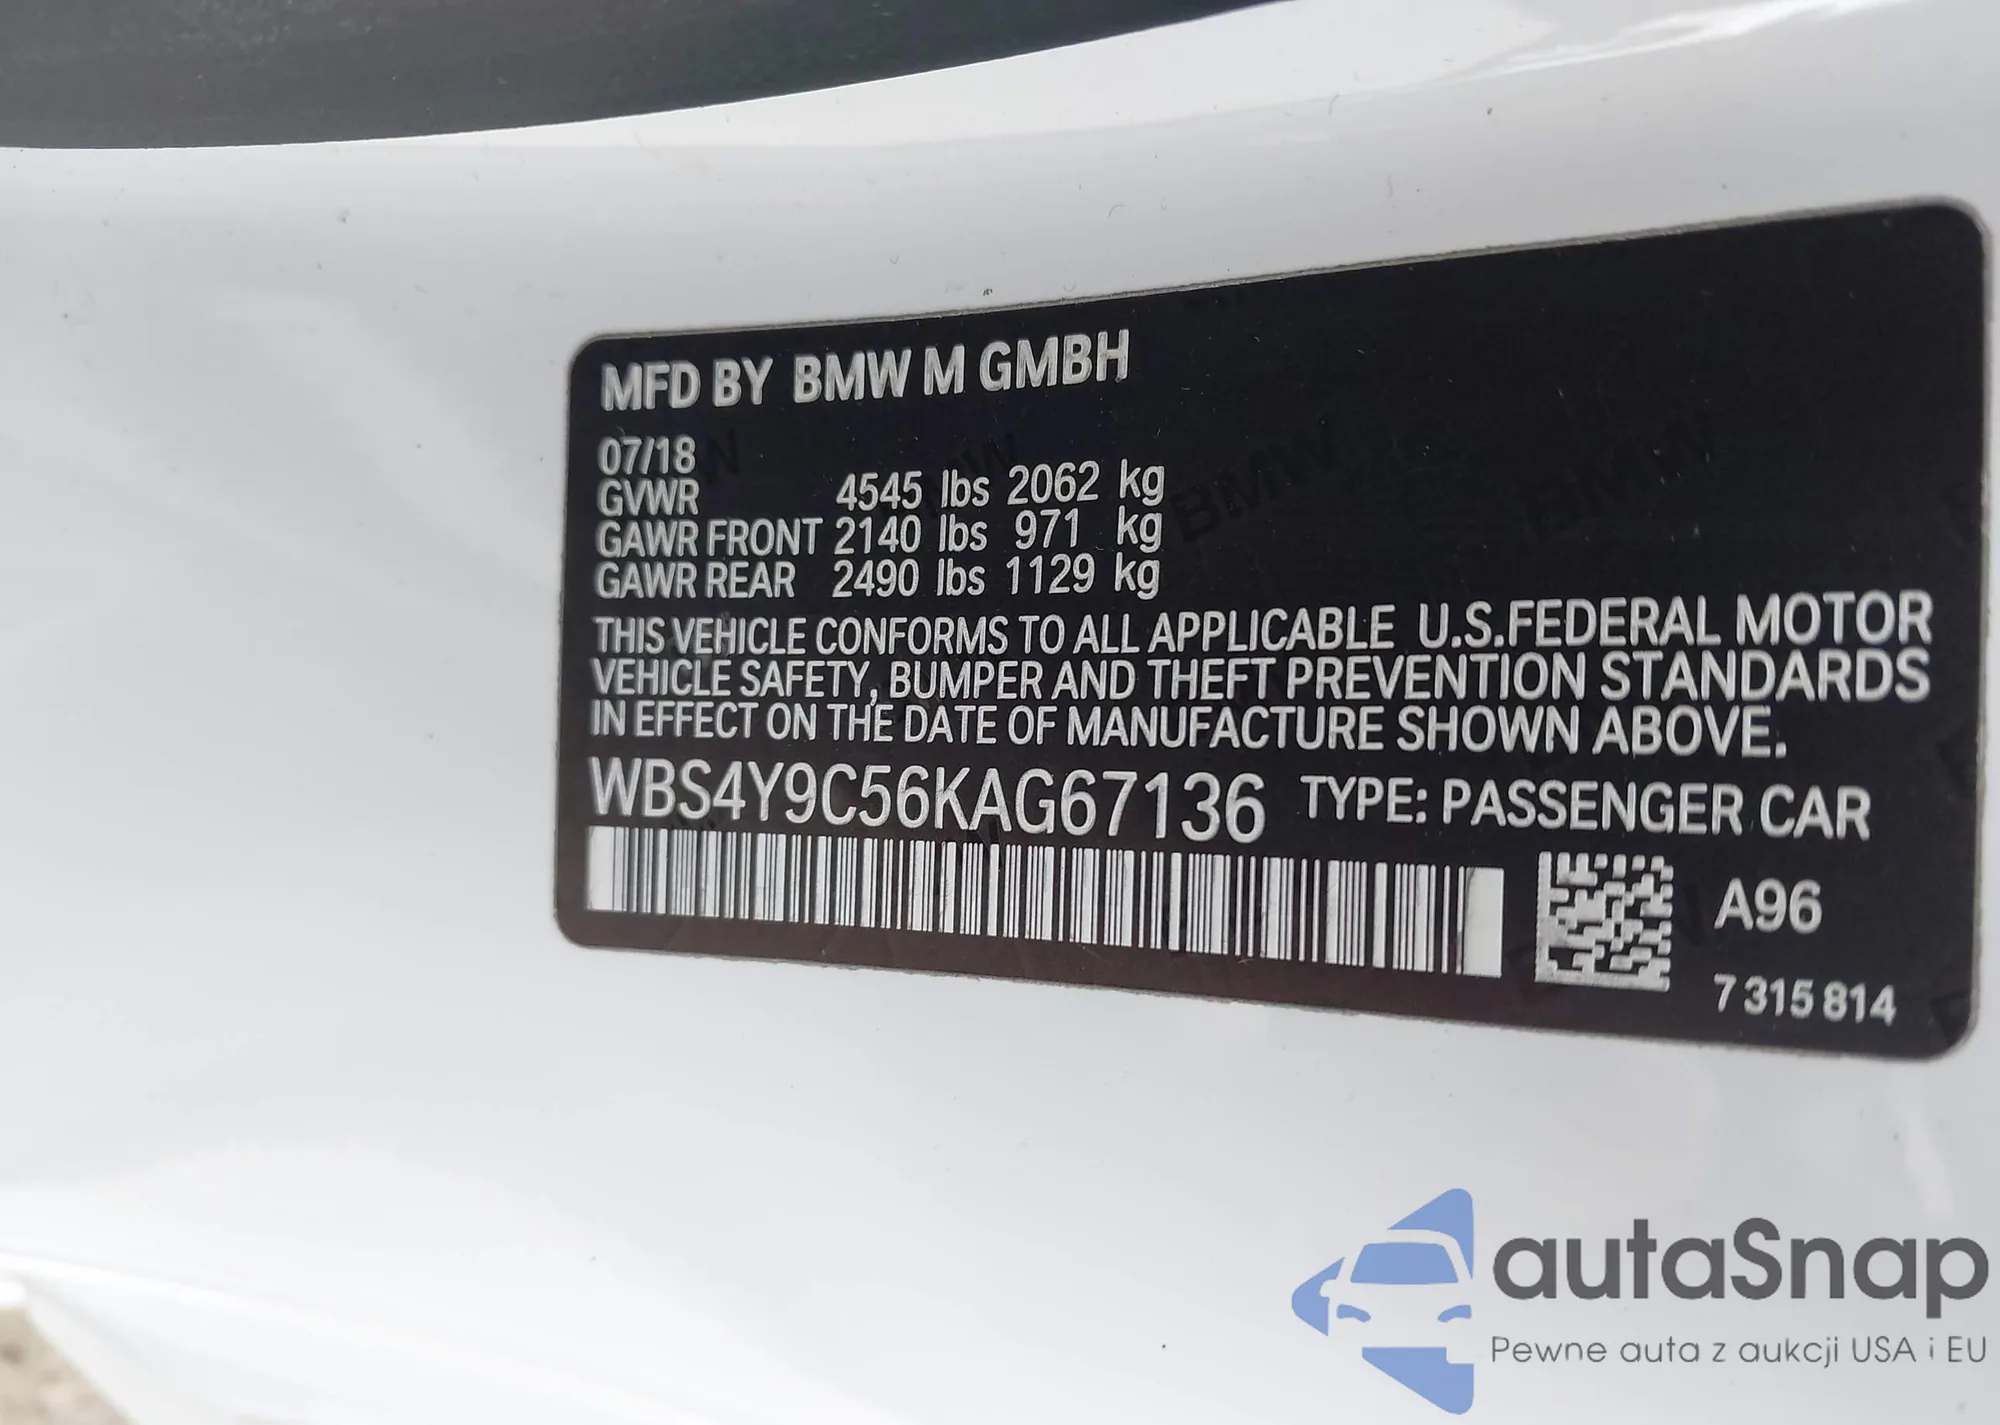 MFD BY BMW M GMBH
07/18
GVWR 4545 lbs 2062 kg
GAWR FRONT 2140 lbs 971 kg
GAWR REAR 2490 lbs 1129 kg
THIS VEHICLE CONFORMS TO ALL APPLICABLE U.S.FEDERAL MOTOR
VEHICLE SAFETY, BUMPER AND THEFT PREVENTION STANDARDS
IN EFFECT ON THE DATE OF MANUFACTURE SHOWN ABOVE.
WBS4Y9C56KAG67136 TYPE: PASSENGER CAR
A96
7 315 814
autaSnap
Pewne auta z aukcji USA i EU